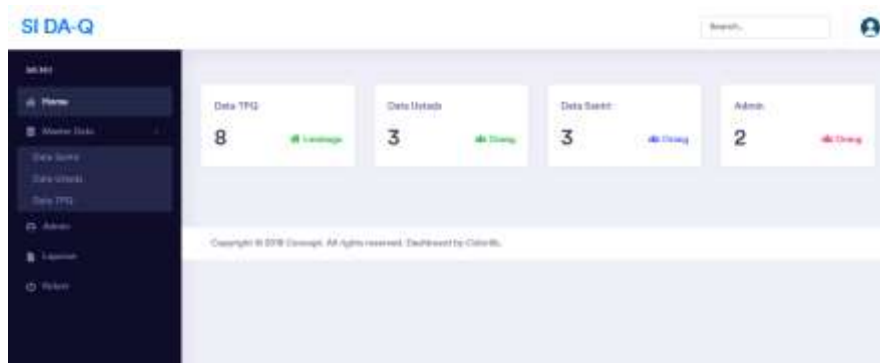 SI DA-Q
Search..
MENU
Home
Master Data
Data Santri
Data Ustadz
Data TPQ
Admin
Laporan
Data TPQ
8
Lembaga
Data Ustadz
3
Orang
Data Santri
3
Orang
Admin
2
Orang
Copyright © 2018 Concept. All rights reserved. Dashboard by Colorlib.